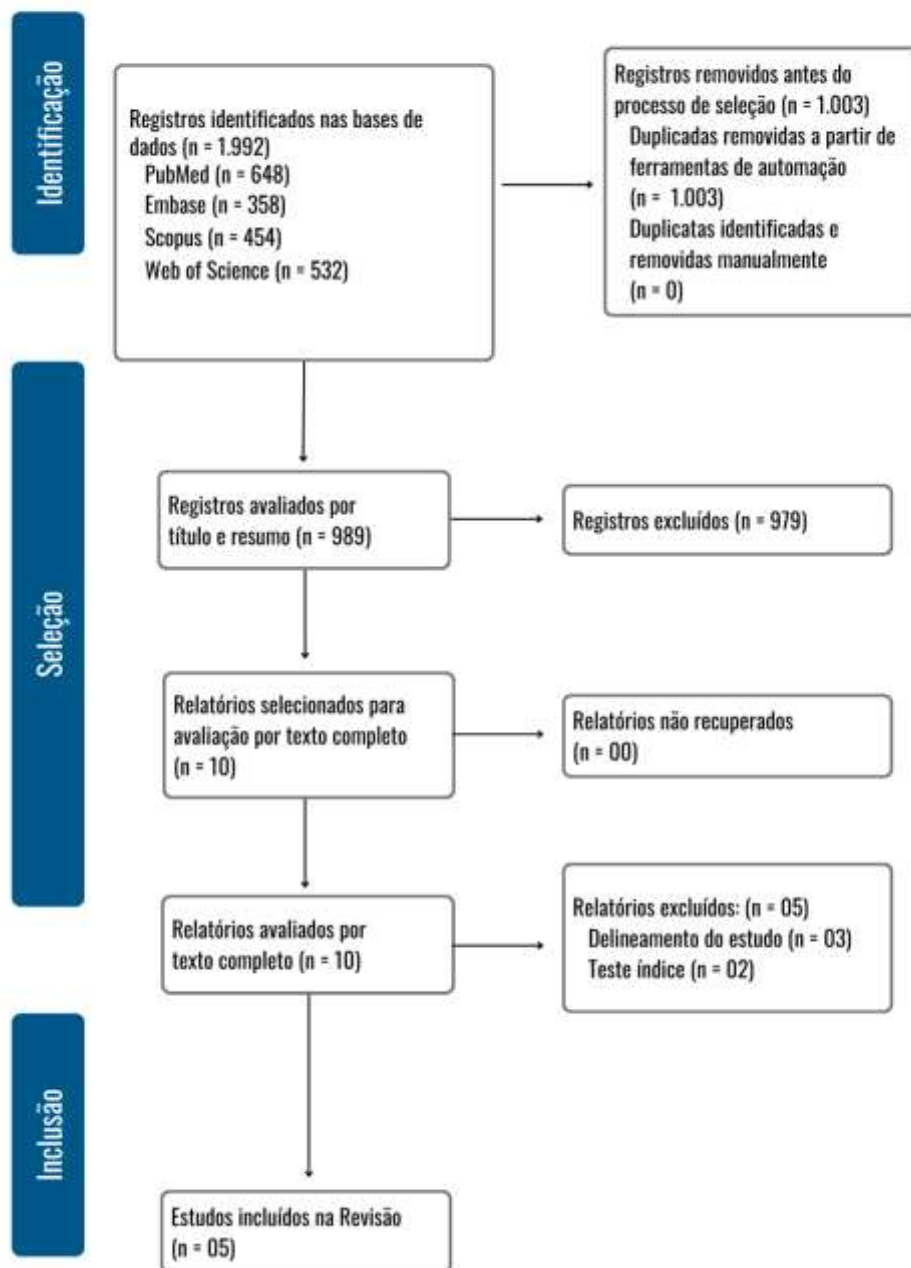 Identificação
Registros identificados nas bases de
dados (n = 1.992)
PubMed (n = 648)
Embase (n = 358)
Scopus (n = 454)
Web of Science (n = 532)
Registros removidos antes do
processo de seleção (n = 1.003)
Duplicadas removidas a partir de
ferramentas de automação
(n = 1.003)
Duplicatas identificadas e
removidas manualmente
(n = 0)
Seleção
Registros avaliados por
título e resumo (n = 989)
Registros excluídos (n = 979)
Relatórios selecionados para
avaliação por texto completo
(n = 10)
Relatórios não recuperados
(n = 00)
Relatórios avaliados por
texto completo (n = 10)
Relatórios excluídos: (n = 05)
Delineamento do estudo (n = 03)
Teste índice (n = 02)
Inclusão
Estudos incluídos na Revisão
(n = 05)